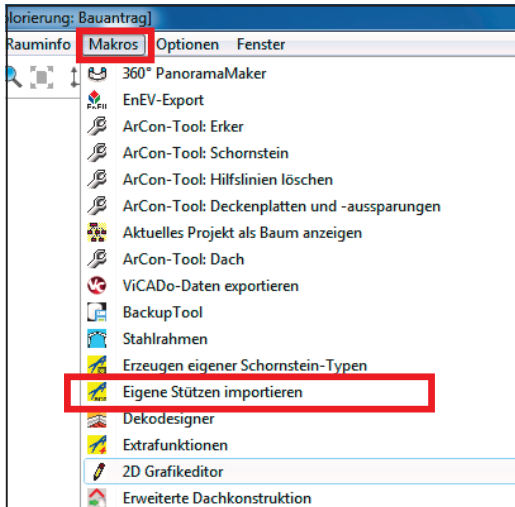 lorierung: Bauantrag]
Rauminfo Makros Optionen Fenster
360° PanoramaMaker
EnEV-Export
ArCon-Tool: Erker
ArCon-Tool: Schornstein
ArCon-Tool: Hilfslinien löschen
ArCon-Tool: Deckenplatten und -aussparungen
Aktuelles Projekt als Baum anzeigen
ArCon-Tool: Dach
ViCADo-Daten exportieren
BackupTool
Stahlrahmen
Erzeugen eigener Schornstein-Typen
Eigene Stützen importieren
Dekodesigner
Extrafunktionen
2D Grafikeditor
Erweiterte Dachkonstruktion